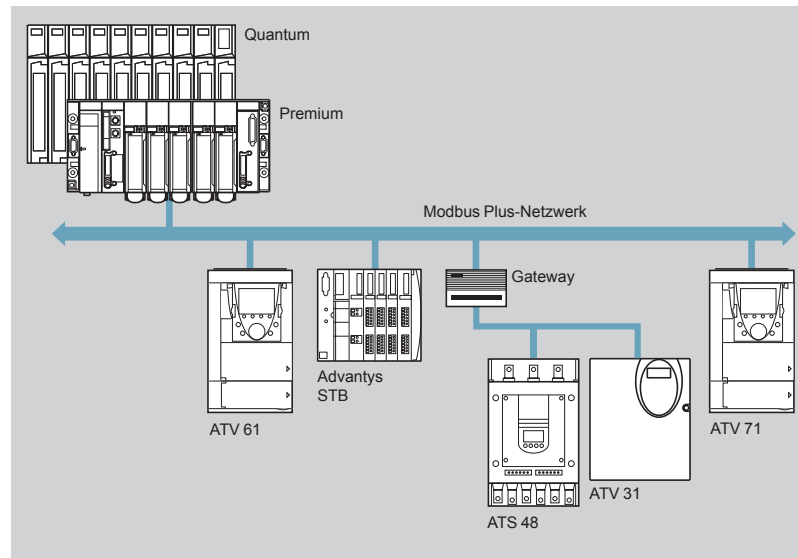 Quantum
Premium
Modbus Plus-Netzwerk
Gateway
Advantys
STB
ATV 61
ATV 71
ATV 31
ATS 48